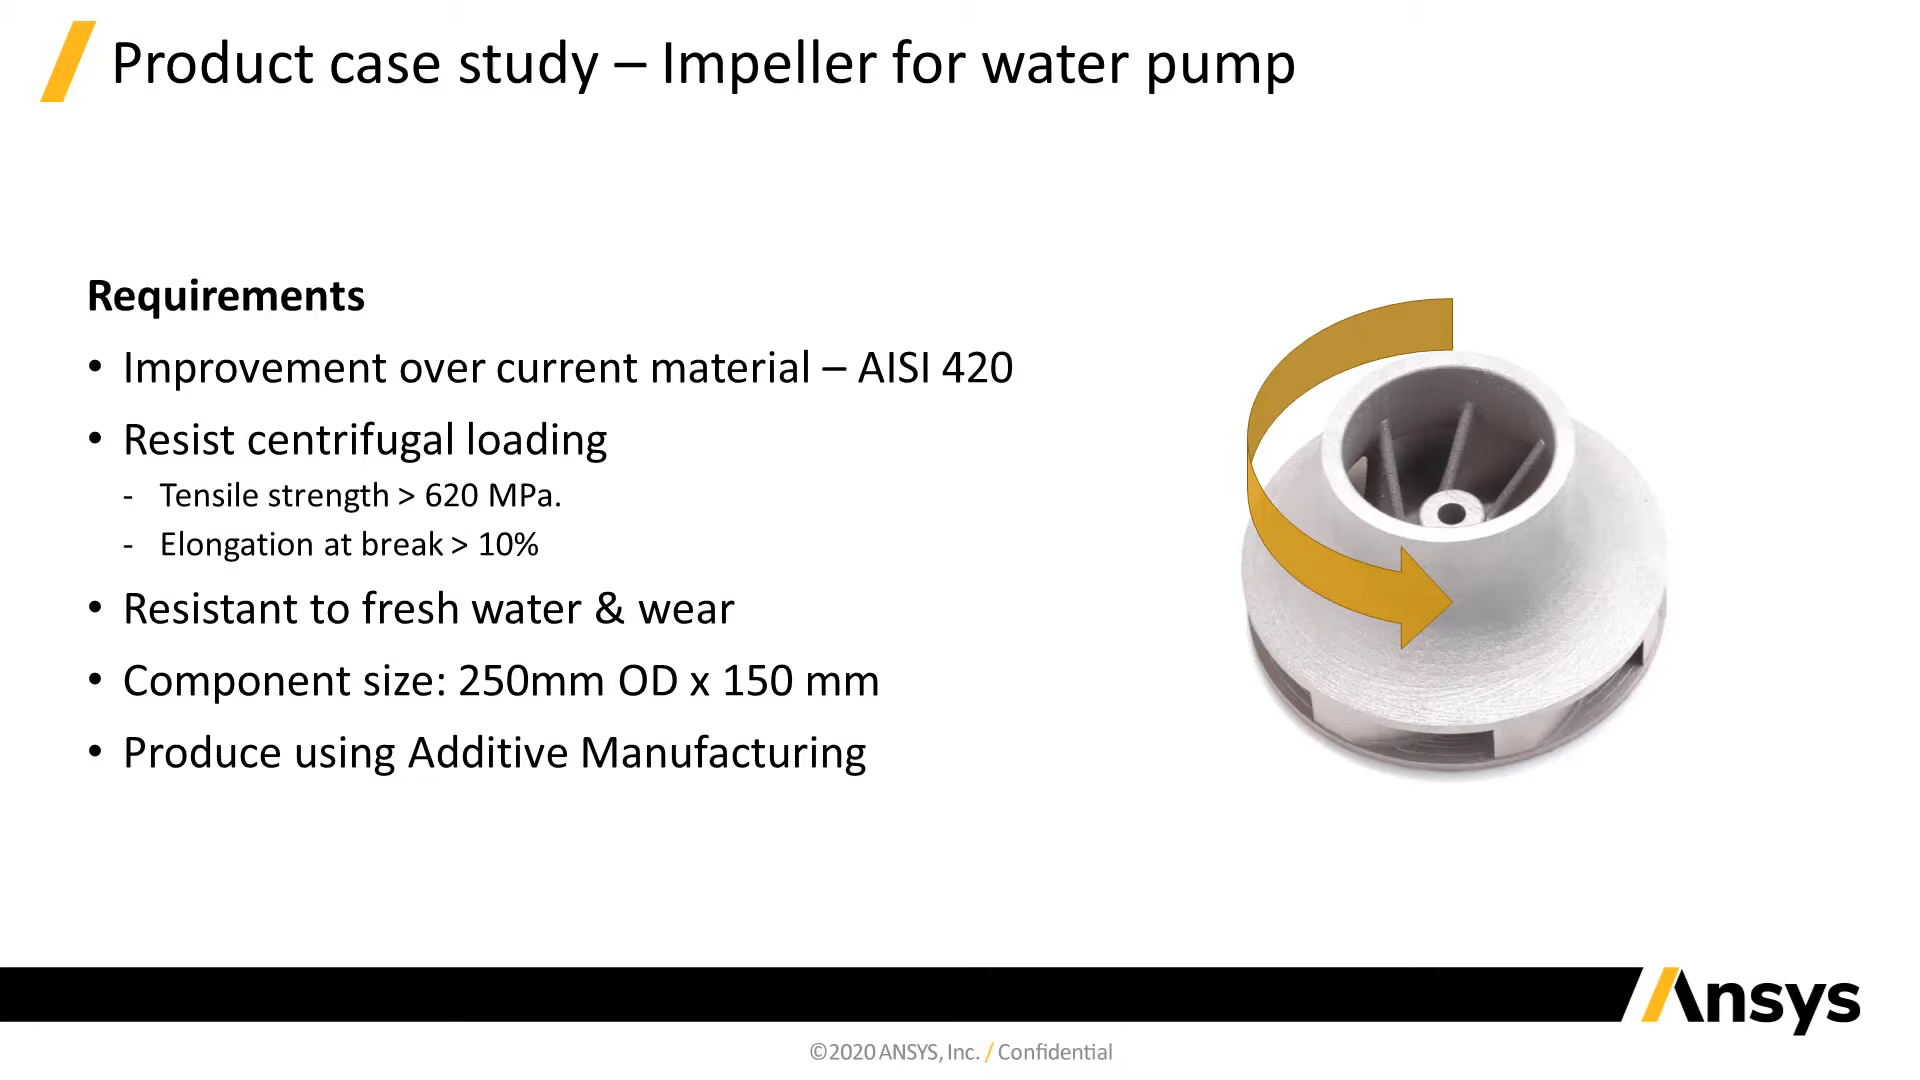 Product case study – Impeller for water pump
Requirements
• Improvement over current material – AISI 420
• Resist centrifugal loading
- Tensile strength > 620 MPa.
- Elongation at break > 10%
• Resistant to fresh water & wear
• Component size: 250mm OD x 150 mm
• Produce using Additive Manufacturing
Ansys
©2020 ANSYS, Inc. / Confidential